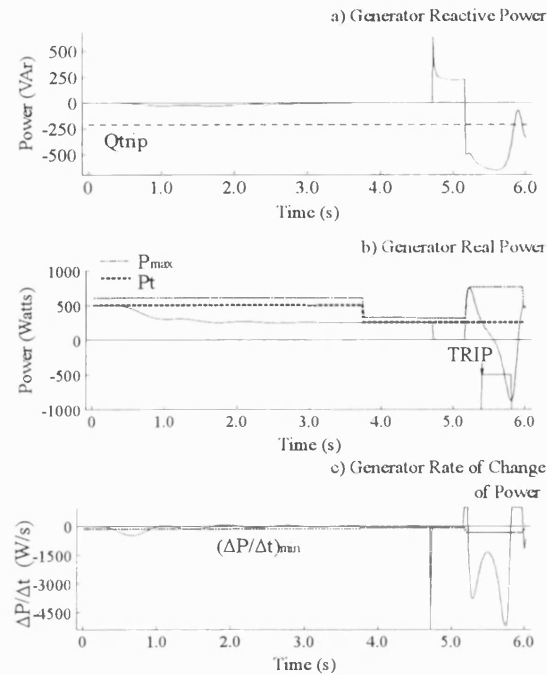 a) Generator Reactive Power
Power (VAr)
500
250
0
-250
-500
Qtrip
0 1.0 2.0 3.0 4.0 5.0 6.0
Time (s)
b) Generator Real Power
Pmax
Pt
Power (Watts)
1000
500
0
-500
-1000
TRIP
0 1.0 2.0 3.0 4.0 5.0 6.0
Time (s)
c) Generator Rate of Change
of Power
ΔP/Δt (W/s)
0
-1500
-3000
-4500
(ΔP/Δt)min
0 1.0 2.0 3.0 4.0 5.0 6.0
Time (s)